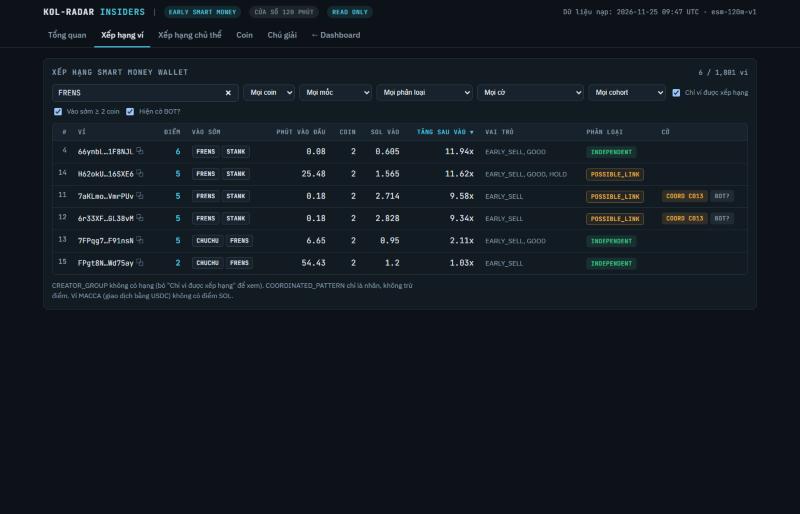 KOL-RADAR INSIDERS | EARLY SMART MONEY CỬA SỔ 120 PHÚT READ ONLY Dữ liệu nạp: 2026-11-25 09:47 UTC · esm-120m-v1
Tổng quan Xếp hạng ví Xếp hạng chủ thể Coin Chú giải ← Dashboard
XẾP HẠNG SMART MONEY WALLET 6 / 1,801 ví
FRENS × Mọi coin Mọi mốc Mọi phân loại Mọi cờ Mọi cohort Chỉ ví được xếp hạng
Vào sớm ≥ 2 coin Hiện cờ BOT?
# VÍ ĐIỂM VÀO SỚM PHÚT VÀO ĐẦU COIN SOL VÀO TĂNG SAU VÀO ▼ VAI TRÒ PHÂN LOẠI CỜ
4 66ynbL…1F8NJL 6 FRENS STANK 0.08 2 0.605 11.94x EARLY_SELL, GOOD INDEPENDENT
14 H62okU…16SXE6 5 FRENS STANK 25.48 2 1.565 11.62x EARLY_SELL, GOOD, HOLD POSSIBLE_LINK
11 7aKLmo…VmrPUv 5 FRENS STANK 0.18 2 2.714 9.58x EARLY_SELL POSSIBLE_LINK COORD C013 BOT?
12 6r33XF…GL38vM 5 FRENS STANK 0.18 2 2.828 9.34x EARLY_SELL POSSIBLE_LINK COORD C013 BOT?
13 7FPqg7…F91nsN 5 CHUCHU FRENS 6.65 2 0.95 2.11x EARLY_SELL, GOOD INDEPENDENT
15 FPgt8N…Wd75ay 2 CHUCHU FRENS 54.43 2 1.2 1.03x EARLY_SELL INDEPENDENT
CREATOR_GROUP không có hạng (bỏ "Chỉ ví được xếp hạng" để xem). COORDINATED_PATTERN chỉ là nhãn, không trừ
điểm. Ví MACCA (giao dịch bằng USDC) không có điểm SOL.